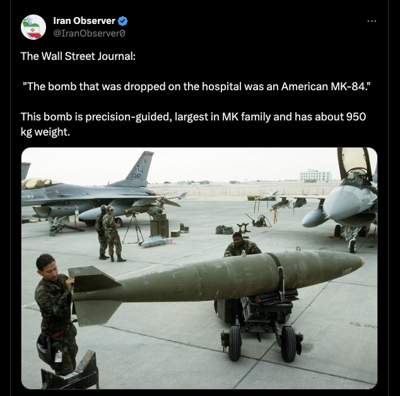 Iran Observer
@IranObserver0
The Wall Street Journal:
"The bomb that was dropped on the hospital was an American MK-84."
This bomb is precision-guided, largest in MK family and has about 950
kg weight.